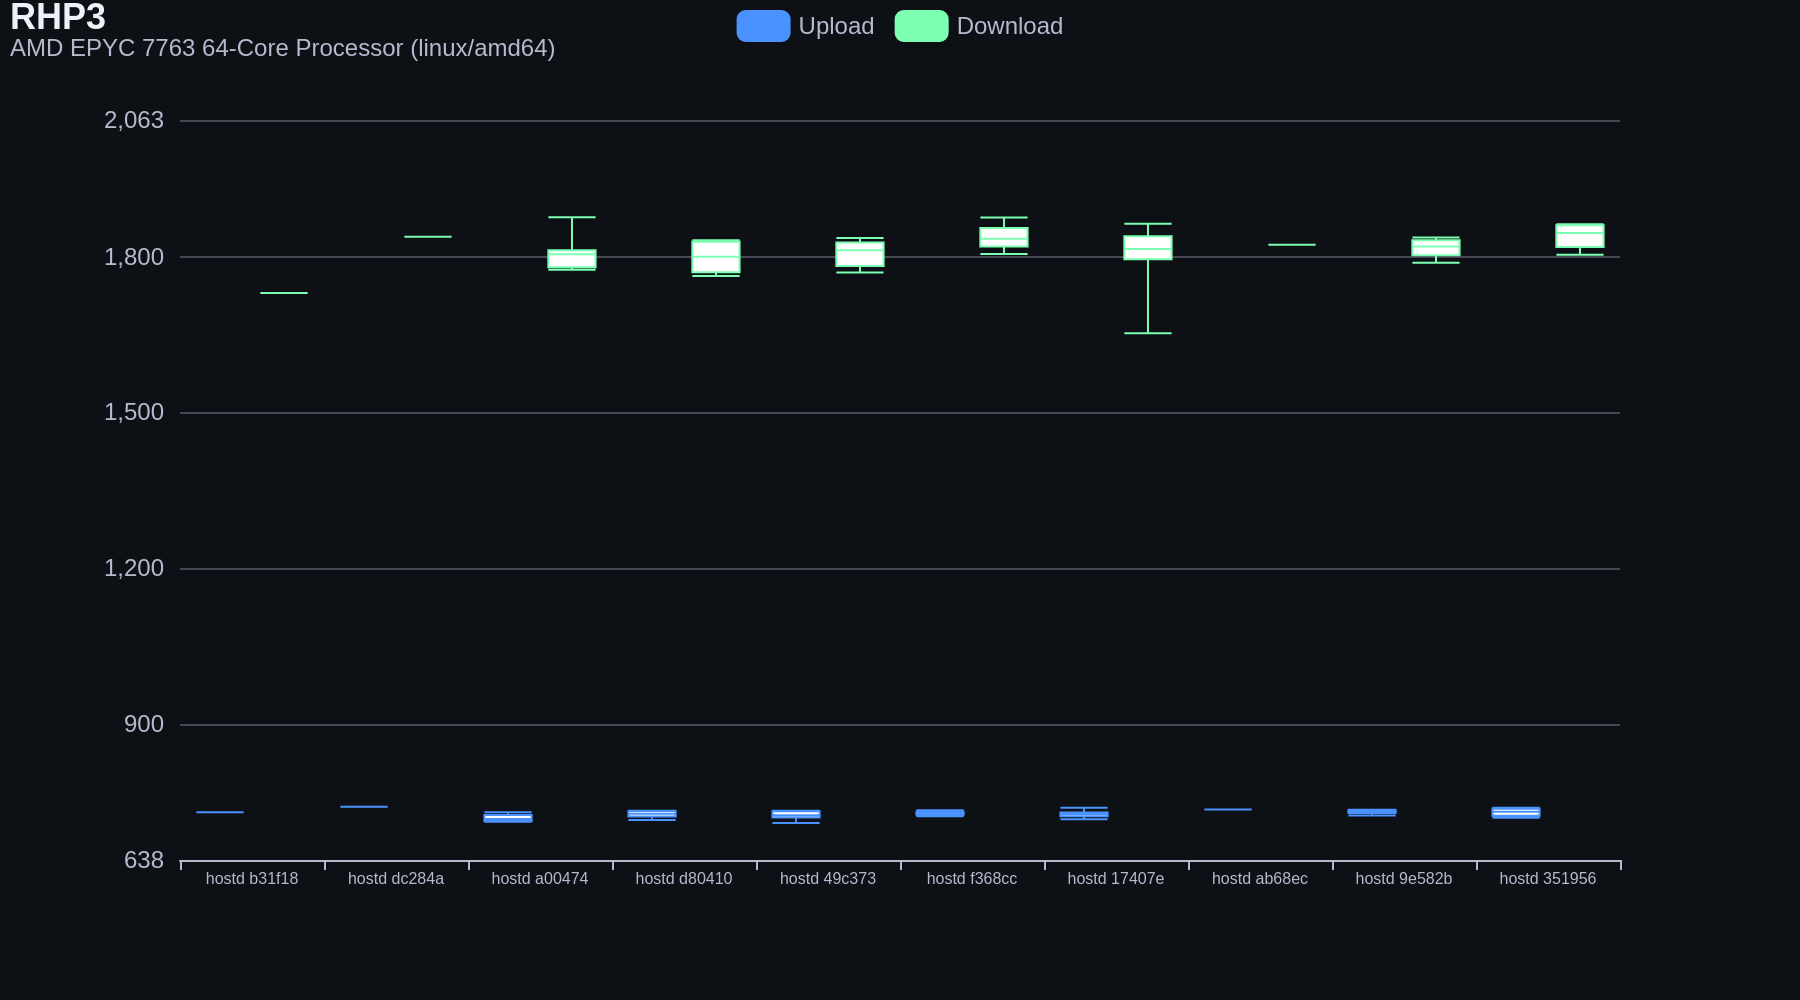 RHP3
AMD EPYC 7763 64-Core Processor (linux/amd64)
Upload
Download
2,063
1,800
1,500
1,200
900
638
hostd b31f18
hostd dc284a
hostd a00474
hostd d80410
hostd 49c373
hostd f368cc
hostd 17407e
hostd ab68ec
hostd 9e582b
hostd 351956